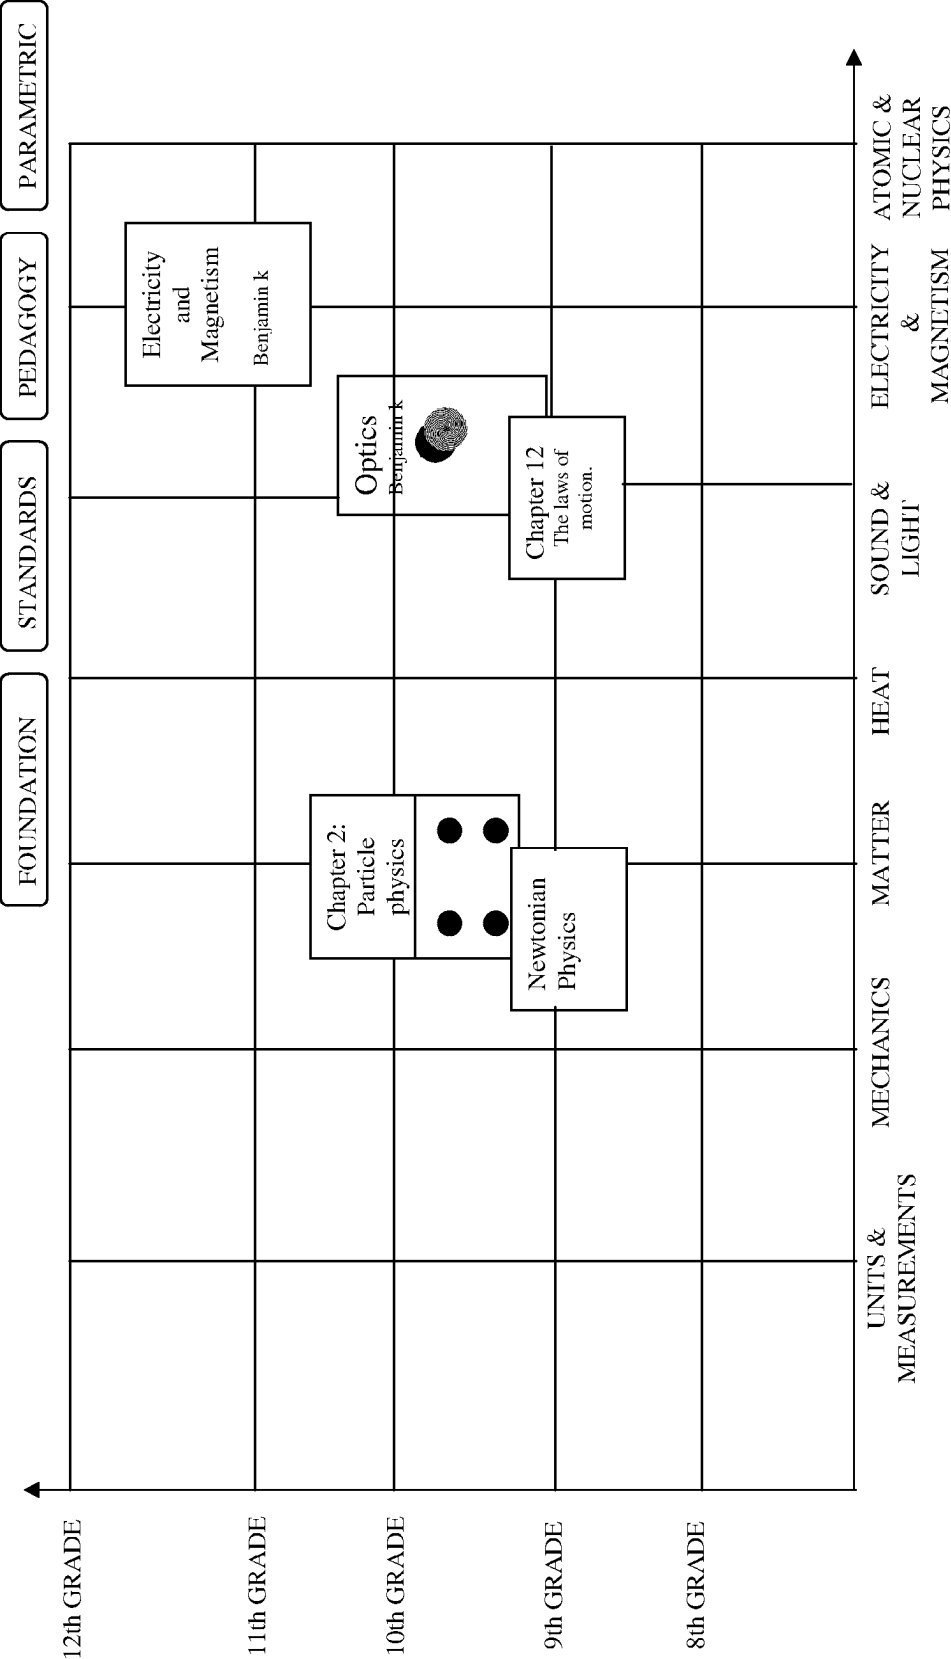 FOUNDATION
STANDARDS
PEDAGOGY
PARAMETRIC
12th GRADE
11th GRADE
10th GRADE
9th GRADE
8th GRADE
Electricity
and
Magnetism
Benjamin k
Optics
Benjamin k
Chapter 12
The laws of
motion.
Chapter 2:
Particle
physics
Newtonian
Physics
UNITS &
MEASUREMENTS
MECHANICS
MATTER
HEAT
SOUND &
LIGHT
ELECTRICITY
&
MAGNETISM
ATOMIC &
NUCLEAR
PHYSICS